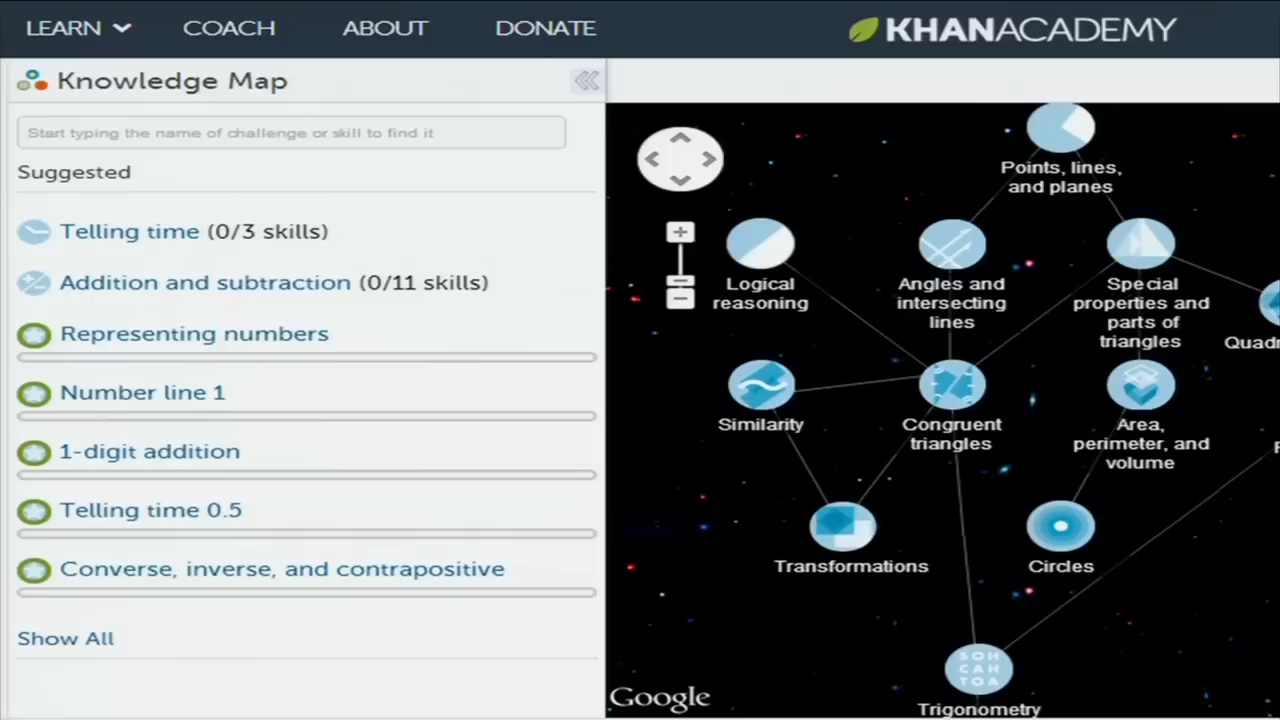 LEARN COACH ABOUT DONATE KHANACADEMY
Knowledge Map
Start typing the name of challenge or skill to find it
Suggested
Telling time (0/3 skills)
Addition and subtraction (0/11 skills)
Representing numbers
Number line 1
1-digit addition
Telling time 0.5
Converse, inverse, and contrapositive
Show All
Points, lines,
and planes
Logical
reasoning
Angles and
intersecting
lines
Special
properties and
parts of
triangles
Quadr
Similarity
Congruent
triangles
Area,
perimeter, and
volume
Transformations
Circles
SOH
CAH
TOA
Trigonometry
Google